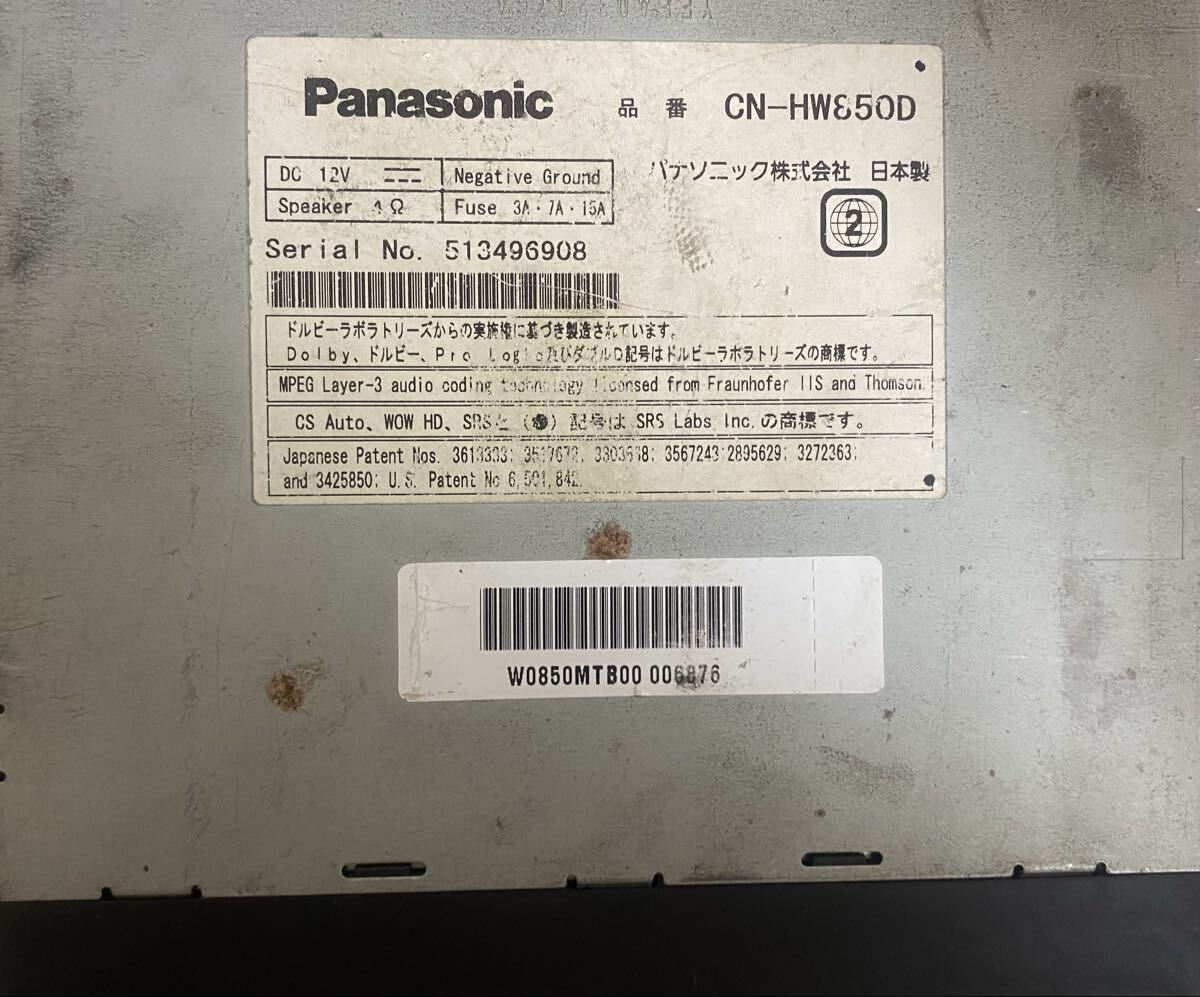 Panasonic 品番 CN-HW850D
DC 12V Negative Ground
Speaker 4Ω Fuse 3A・7A・15A
パナソニック株式会社 日本製
2
Serial No. 513496908
ドルビーラボラトリーズからの実施権に基づき製造されています。
Dolby、ドルビー、Pro Logic及びダブルD記号はドルビーラボラトリーズの商標です。
MPEG Layer-3 audio coding technology licensed from Fraunhofer IIS and Thomson.
CS Auto、WOW HD、SRSと ( ) 記号は SRS Labs Inc.の商標です。
Japanese Patent Nos. 3567243 2895629; 3272363;
and 3425850; U.S. Patent No 6,501,842.
W0850MTB00 006876